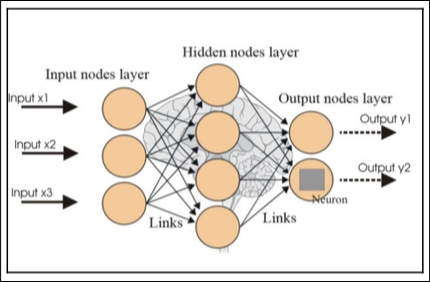 Hidden nodes layer
Input nodes layer
Output nodes layer
Input x1
Output y1
Input x2
Output y2
Input x3
Neuron
Links
Links